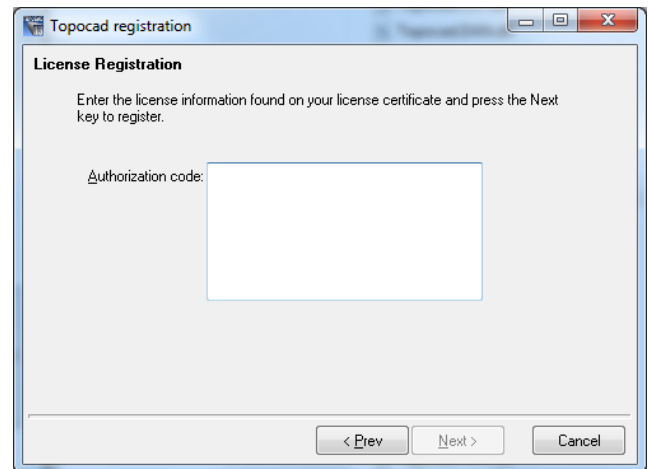 Topocad registration
License Registration
Enter the license information found on your license certificate and press the Next
key to register.
Authorization code:
< Prev
Next >
Cancel